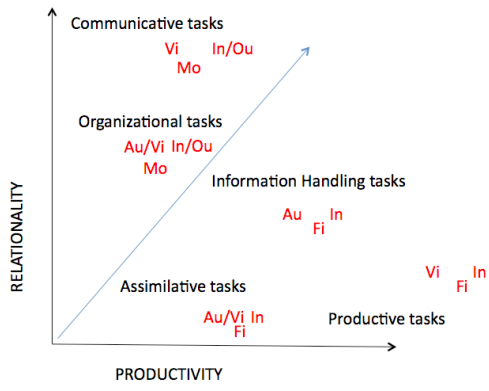 Communicative tasks
Vi In/Ou
Mo
Organizational tasks
Au/Vi In/Ou
Mo
Information Handling tasks
Au In
Fi
Vi In
Fi
Assimilative tasks
Au/Vi In
Fi
Productive tasks
RELATIONALITY
PRODUCTIVITY